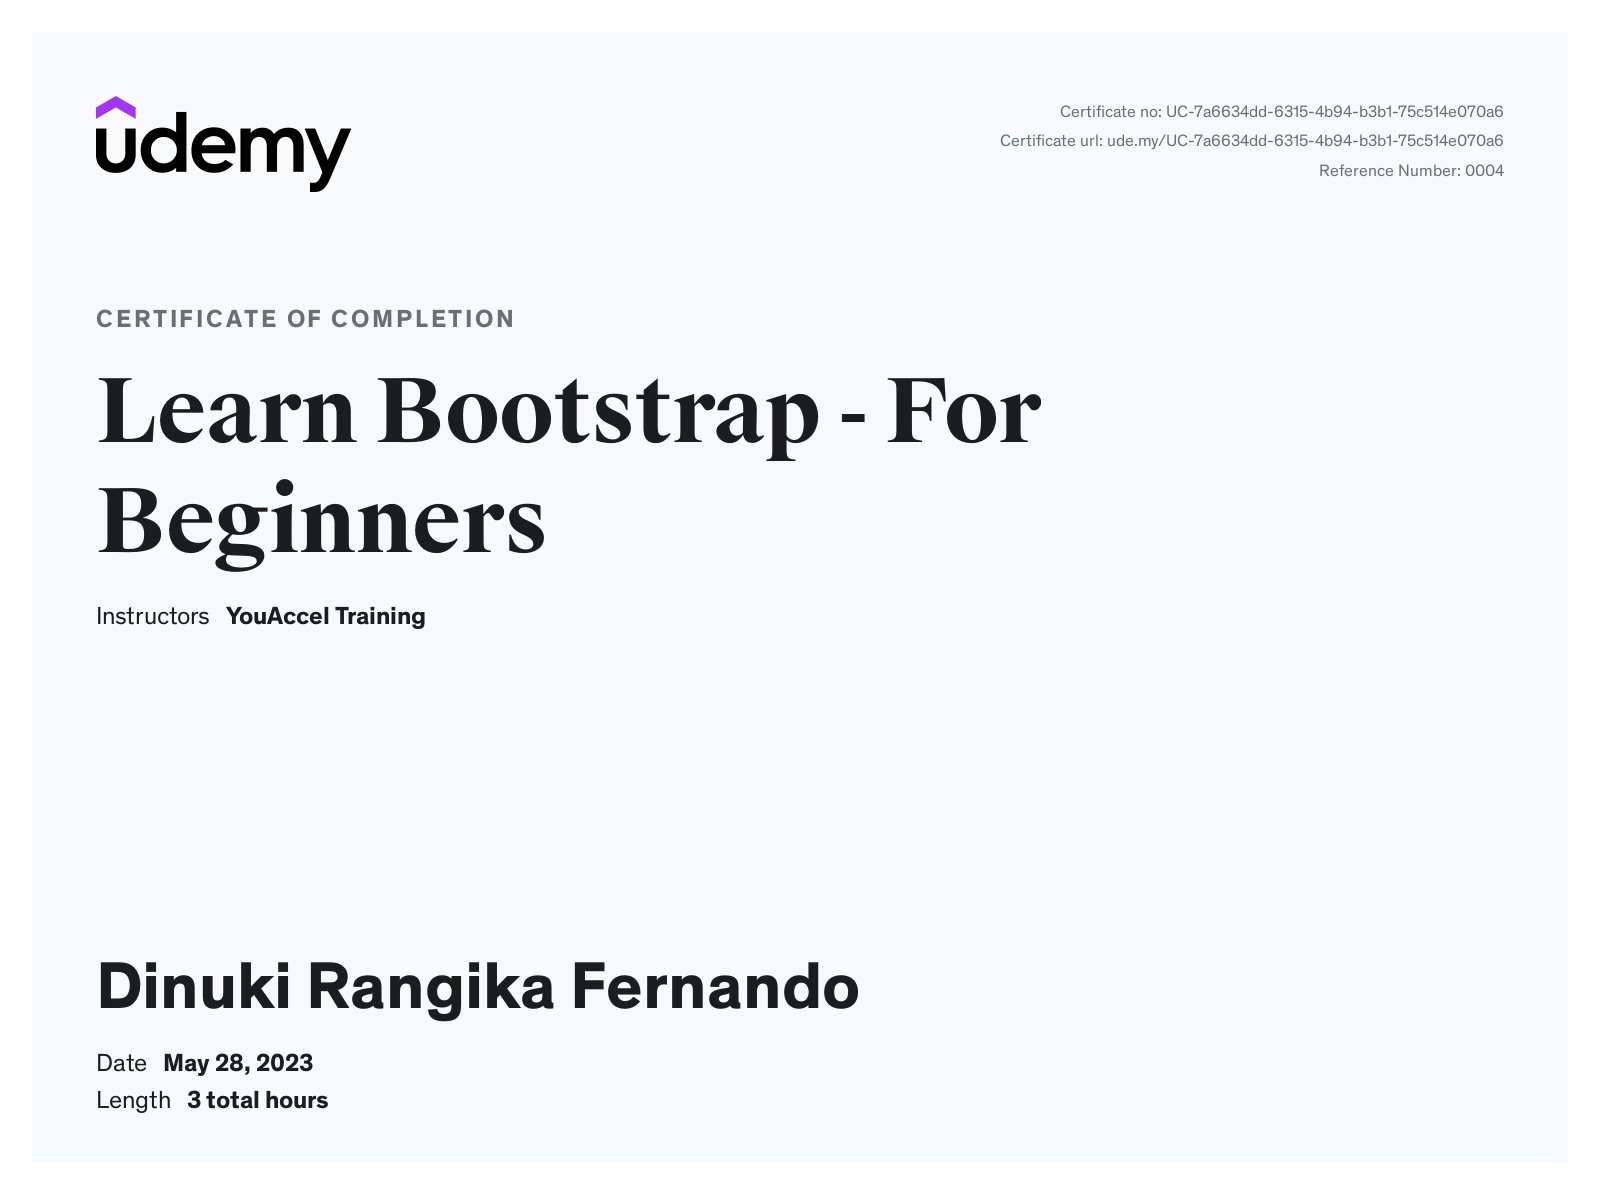 udemy
Certificate no: UC-7a6634dd-6315-4b94-b3b1-75c514e070a6
Certificate url: ude.my/UC-7a6634dd-6315-4b94-b3b1-75c514e070a6
Reference Number: 0004
CERTIFICATE OF COMPLETION
Learn Bootstrap - For
Beginners
Instructors YouAccel Training
Dinuki Rangika Fernando
Date May 28, 2023
Length 3 total hours